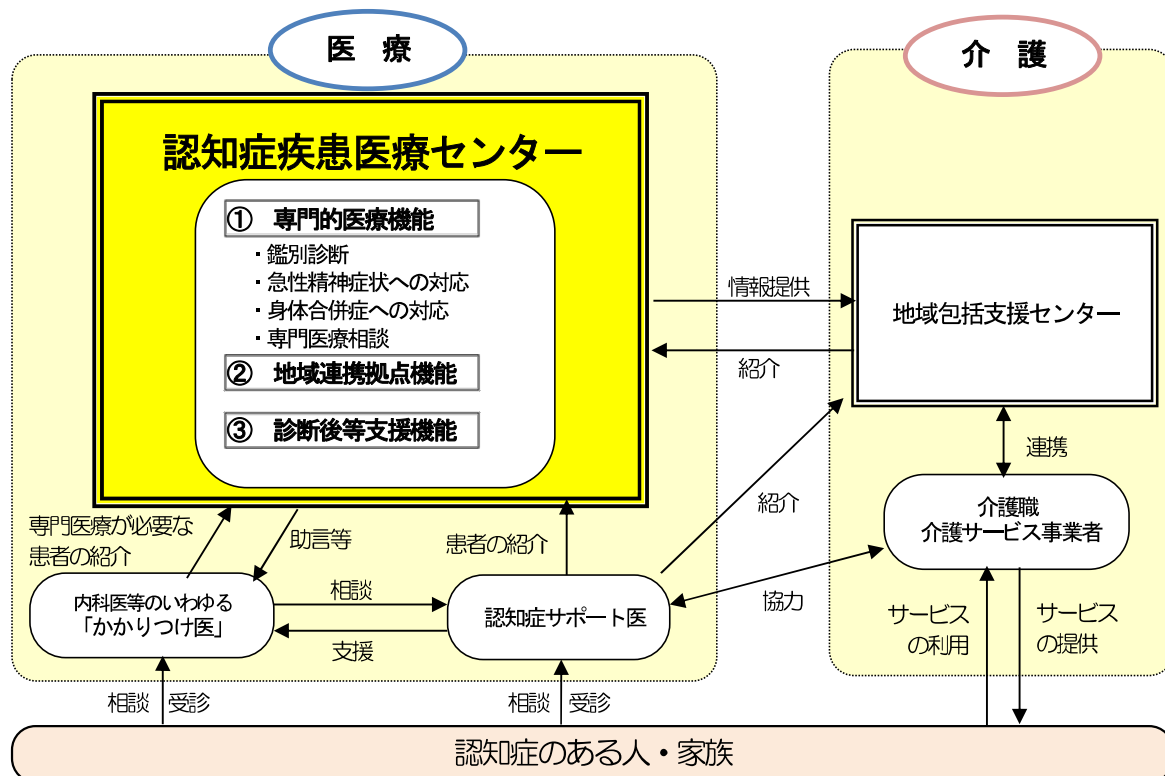 医　療
介　護
認知症疾患医療センター
①　専門的医療機能
・鑑別診断
・急性精神症状への対応
・身体合併症への対応
・専門医療相談
②　地域連携拠点機能
③　診断後等支援機能
情報提供
紹介
地域包括支援センター
連携
紹介
介護職
介護サービス事業者
専門医療が必要な
患者の紹介
助言等
患者の紹介
内科医等のいわゆる
「かかりつけ医」
相談
支援
認知症サポート医
協力
サービス
の利用
サービス
の提供
相談
受診
相談
受診
認知症のある人・家族